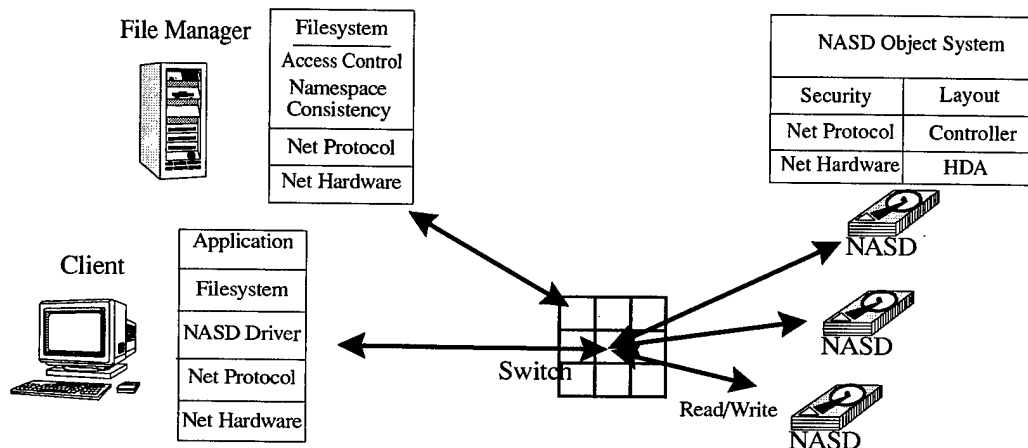 File Manager
Filesystem
Access Control
Namespace
Consistency
Net Protocol
Net Hardware
NASD Object System
Security
Layout
Net Protocol
Controller
Net Hardware
HDA
NASD
Client
Application
Filesystem
NASD Driver
Net Protocol
Net Hardware
Switch
NASD
Read/Write
NASD